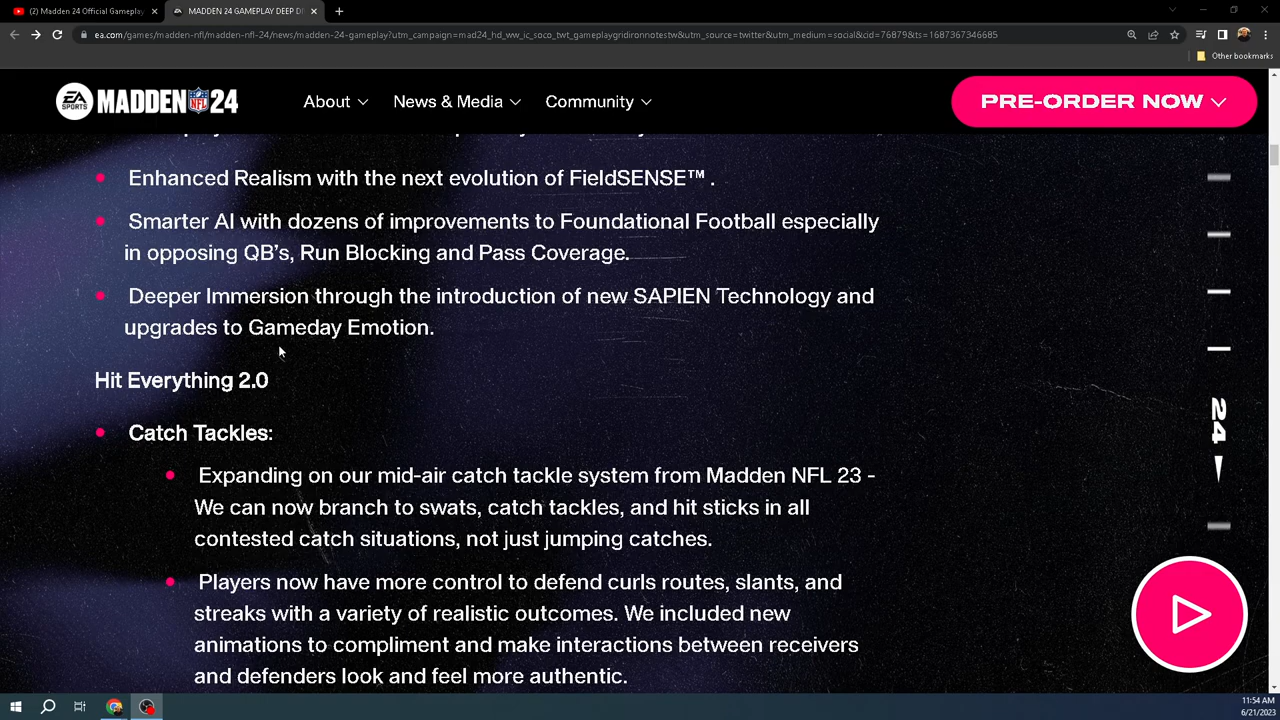 (2) Madden 24 Official Gameplay
MADDEN 24 GAMEPLAY DEEP DI
ea.com/games/madden-nfl/madden-nfl-24/news/madden-24-gameplay?utm_campaign=mad24_hd_ww_ic_soco_twt_gameplaygridironnotestw&utm_source=twitter&utm_medium=social&cid=76879&ts=1687367346685
Other bookmarks
EA SPORTS MADDEN NFL 24
About
News & Media
Community
PRE-ORDER NOW
Enhanced Realism with the next evolution of FieldSENSE™ .
Smarter AI with dozens of improvements to Foundational Football especially
in opposing QB's, Run Blocking and Pass Coverage.
Deeper Immersion through the introduction of new SAPIEN Technology and
upgrades to Gameday Emotion.
Hit Everything 2.0
Catch Tackles:
Expanding on our mid-air catch tackle system from Madden NFL 23 -
We can now branch to swats, catch tackles, and hit sticks in all
contested catch situations, not just jumping catches.
Players now have more control to defend curls routes, slants, and
streaks with a variety of realistic outcomes. We included new
animations to compliment and make interactions between receivers
and defenders look and feel more authentic.
24
11:54 AM
6/21/2023